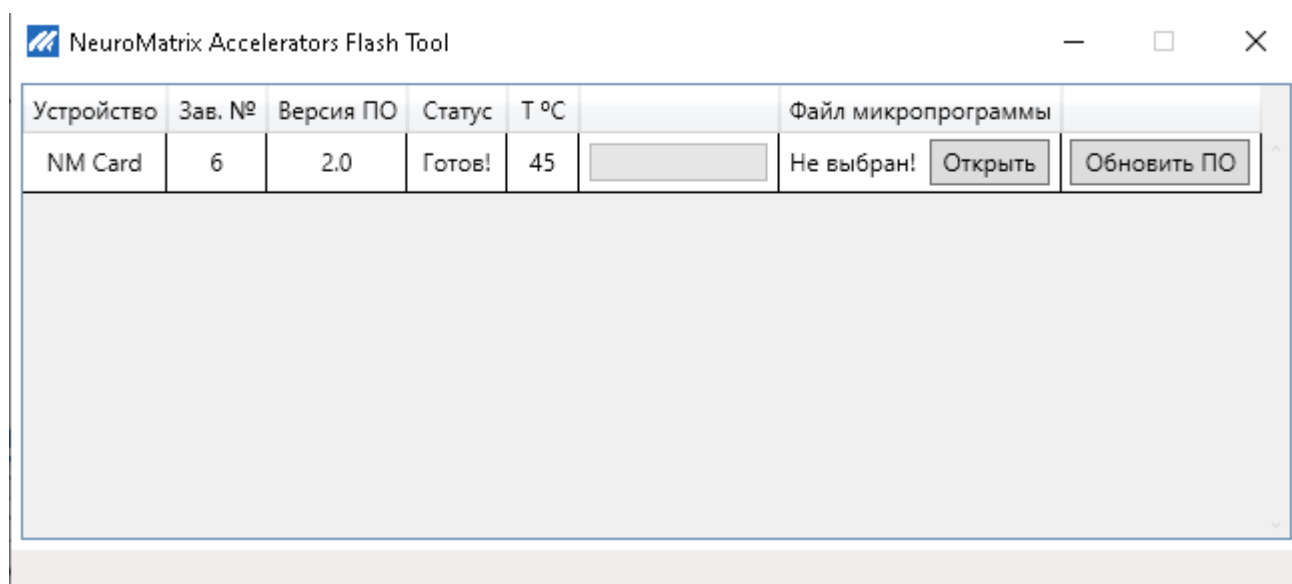 NeuroMatrix Accelerators Flash Tool
Устройство Зав. № Версия ПО Статус T ºC Файл микропрограммы
NM Card 6 2.0 Готов! 45 Не выбран! Открыть Обновить ПО